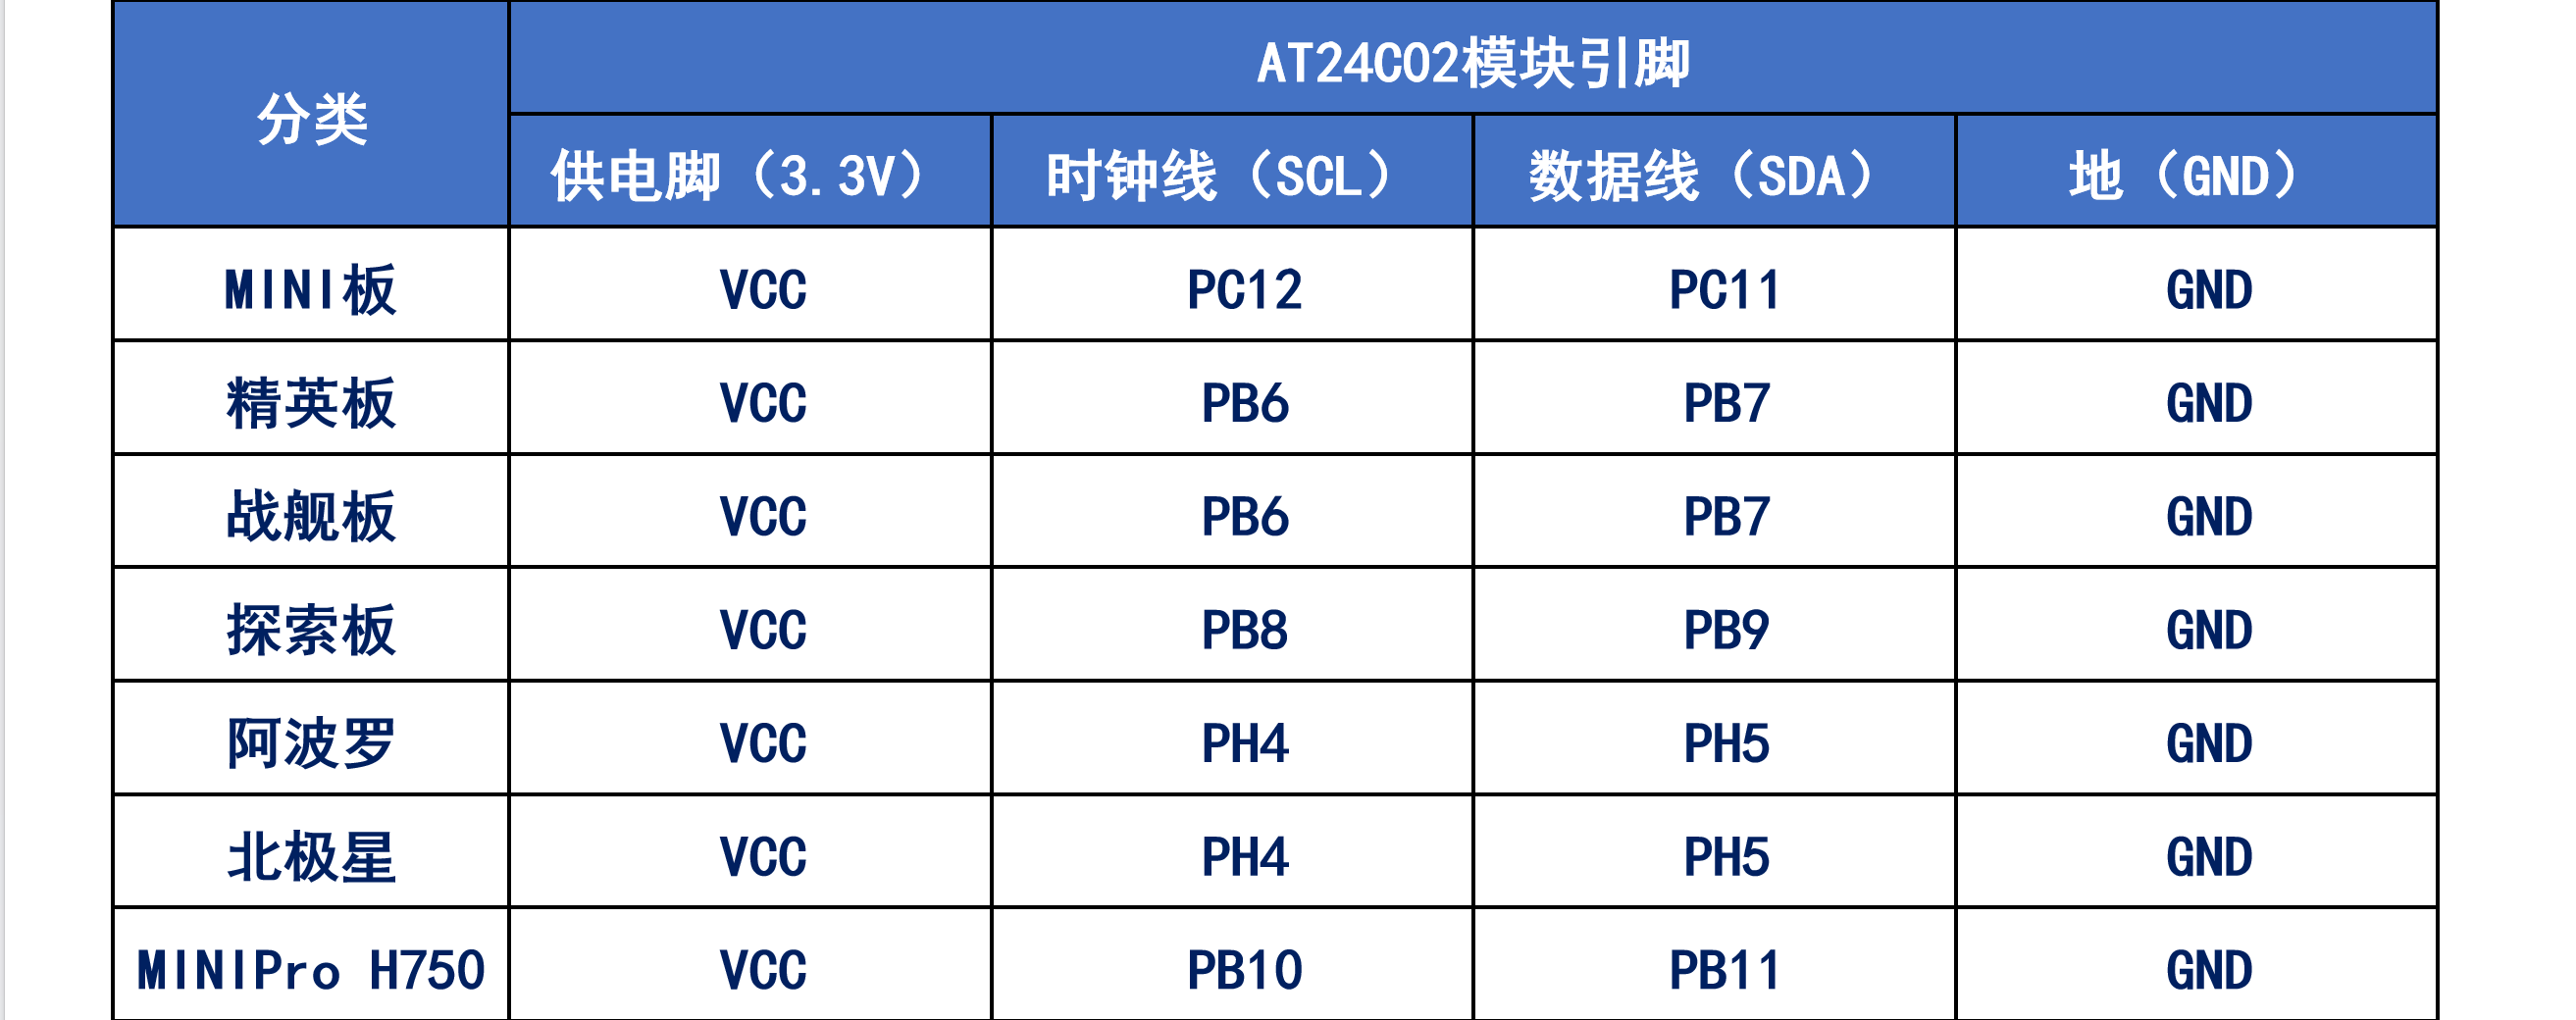 分类
AT24C02模块引脚
供电脚（3.3V） 时钟线（SCL） 数据线（SDA） 地（GND）
MINI板 VCC PC12 PC11 GND
精英板 VCC PB6 PB7 GND
战舰板 VCC PB6 PB7 GND
探索板 VCC PB8 PB9 GND
阿波罗 VCC PH4 PH5 GND
北极星 VCC PH4 PH5 GND
MINIPro H750 VCC PB10 PB11 GND